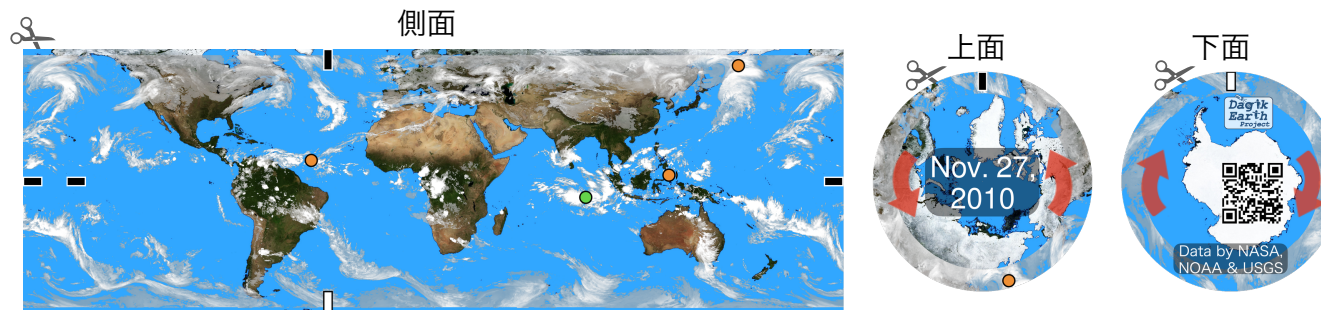 側面
上面
下面
Nov. 27,
2010
Dagik
Earth
Project
Data by NASA,
NOAA & USGS